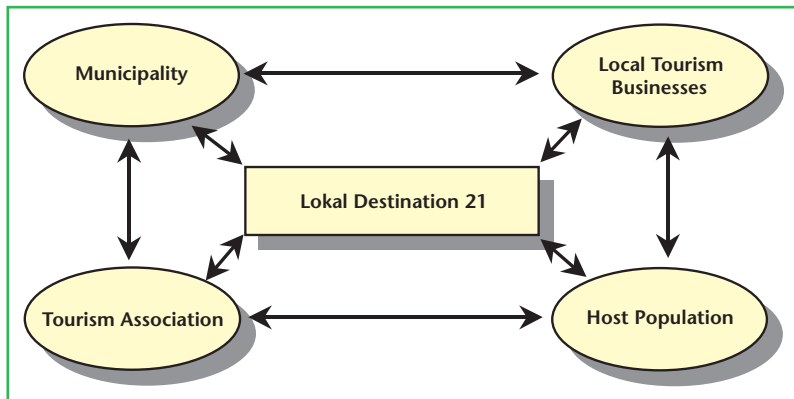 Municipality
Local Tourism
Businesses
Lokal Destination 21
Tourism Association
Host Population